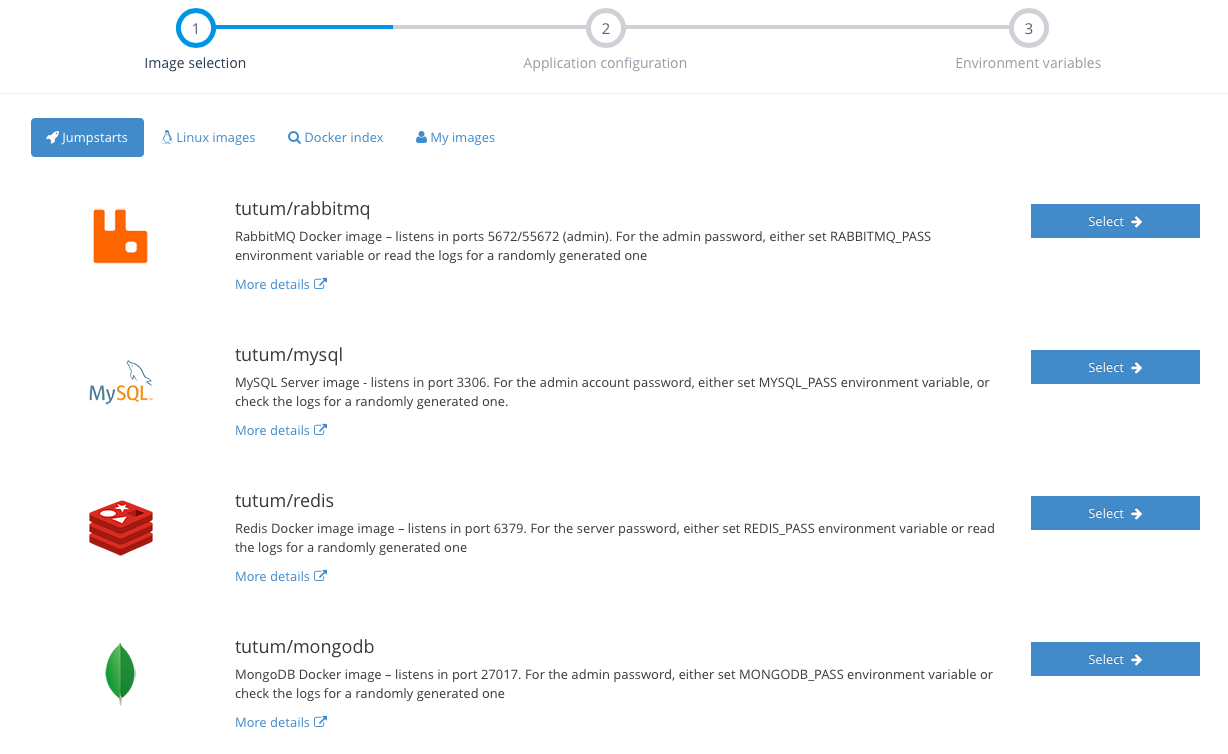 1
2
3
Image selection
Application configuration
Environment variables
Jumpstarts
Linux images
Docker index
My images
tutum/rabbitmq
RabbitMQ Docker image – listens in ports 5672/55672 (admin). For the admin password, either set RABBITMQ_PASS
environment variable or read the logs for a randomly generated one
More details
Select
MySQL
tutum/mysql
MySQL Server image - listens in port 3306. For the admin account password, either set MYSQL_PASS environment variable, or
check the logs for a randomly generated one.
More details
Select
tutum/redis
Redis Docker image image – listens in port 6379. For the server password, either set REDIS_PASS environment variable or read
the logs for a randomly generated one
More details
Select
tutum/mongodb
MongoDB Docker image – listens in port 27017. For the admin password, either set MONGODB_PASS environment variable or
check the logs for a randomly generated one
More details
Select